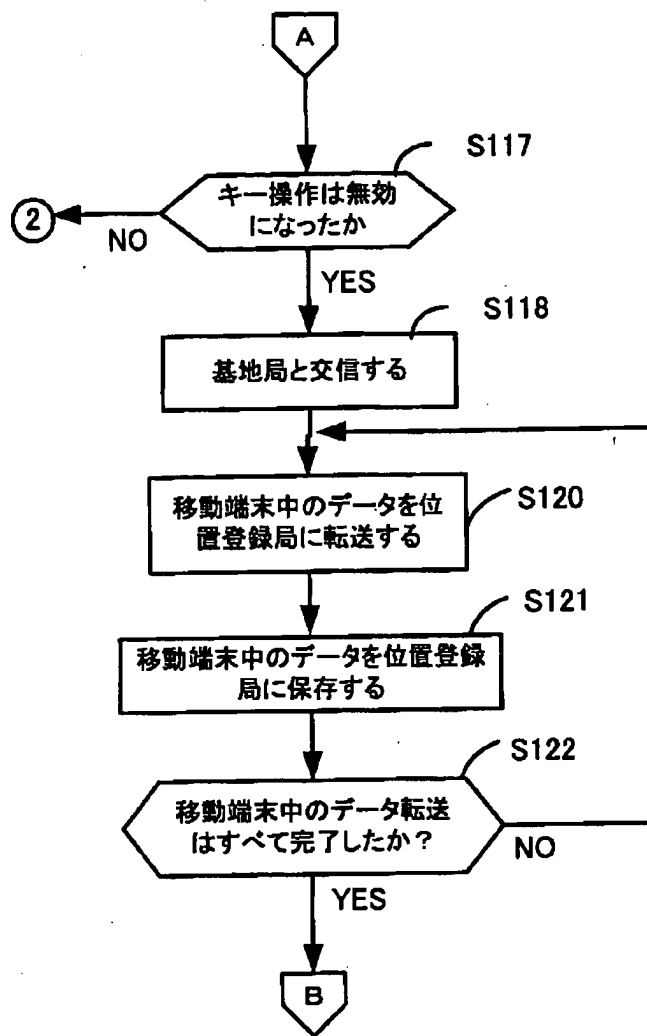 A
S117
キー操作は無効
になったか
2
NO
YES
S118
基地局と交信する
S120
移動端末中のデータを位
置登録局に転送する
S121
移動端末中のデータを位置登録
局に保存する
S122
移動端末中のデータ転送
はすべて完了したか？
NO
YES
B